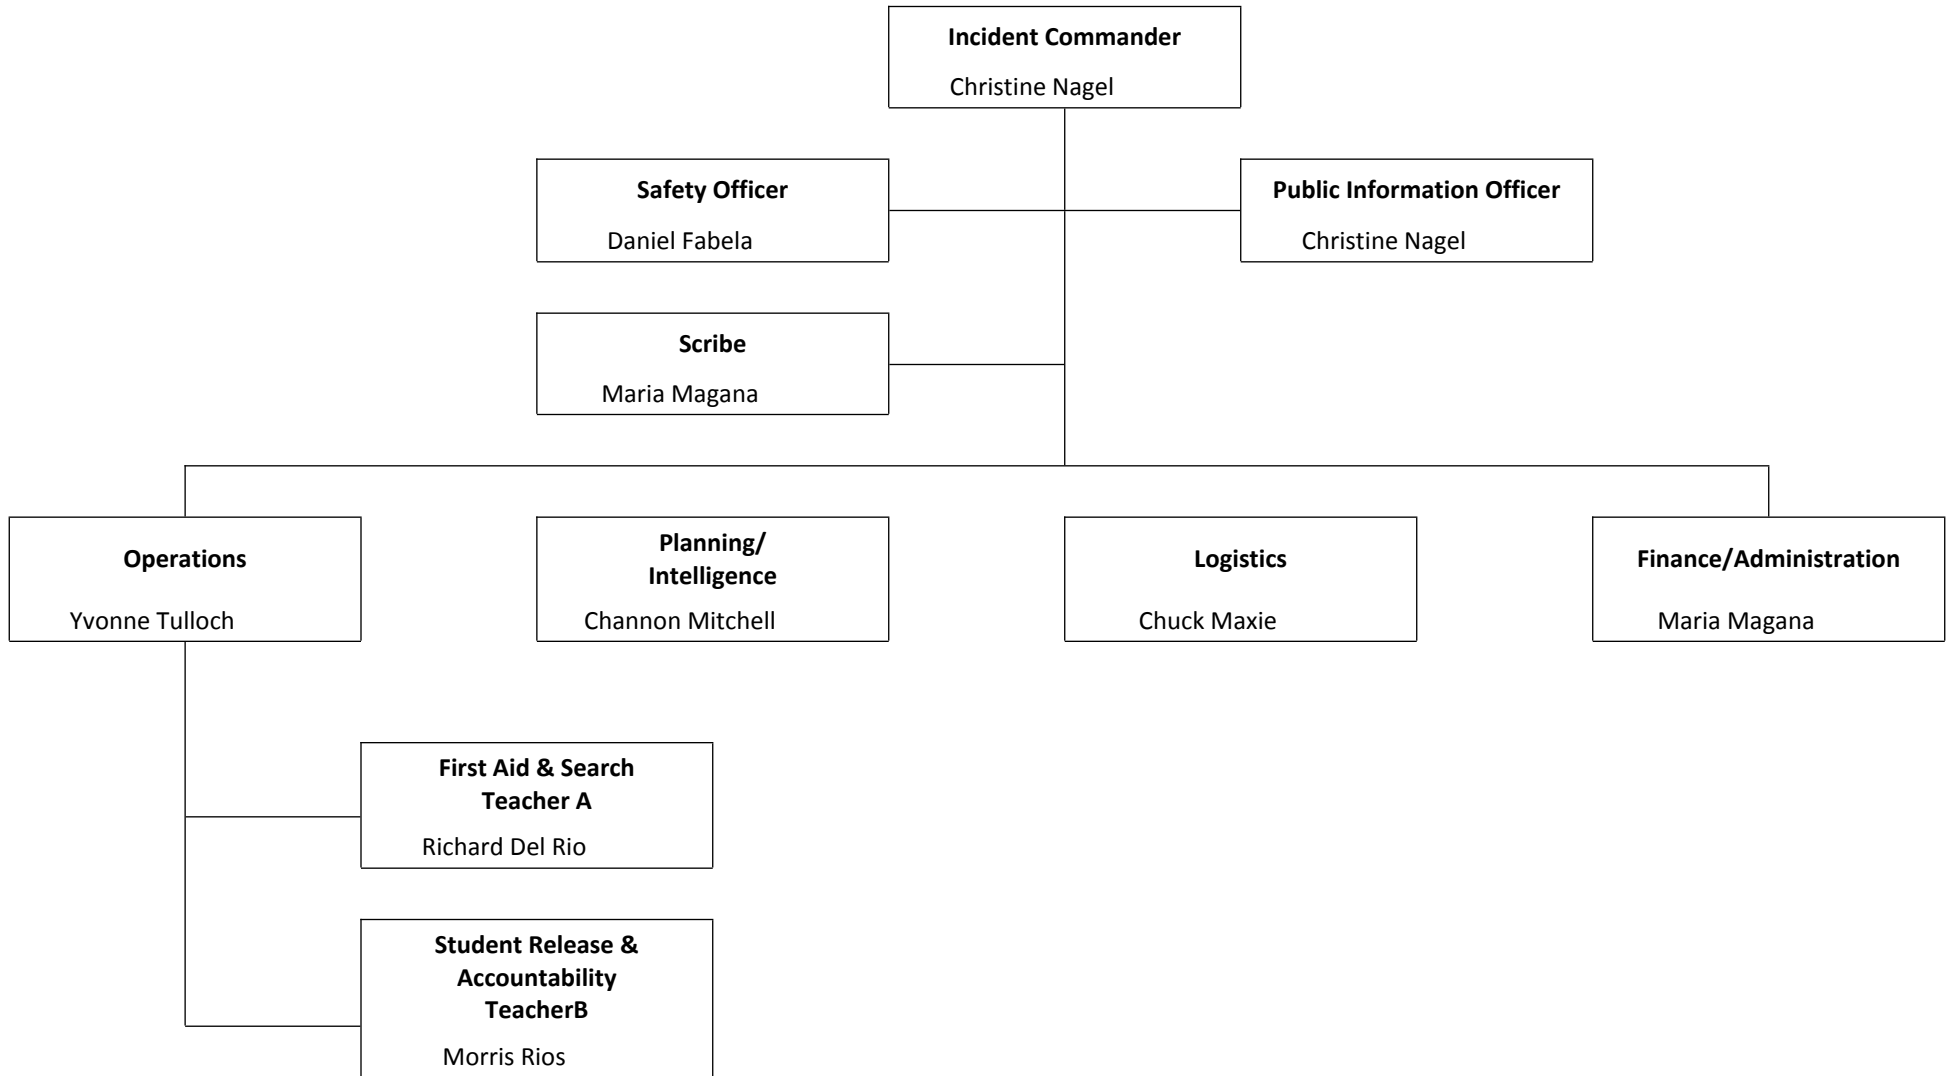 Incident Commander
Christine Nagel
Safety Officer
Daniel Fabela
Public Information Officer
Christine Nagel
Scribe
Maria Magana
Operations
Yvonne Tulloch
Planning/
Intelligence
Channon Mitchell
Logistics
Chuck Maxie
Finance/Administration
Maria Magana
First Aid & Search
Teacher A
Richard Del Rio
Student Release &
Accountability
TeacherB
Morris Rios